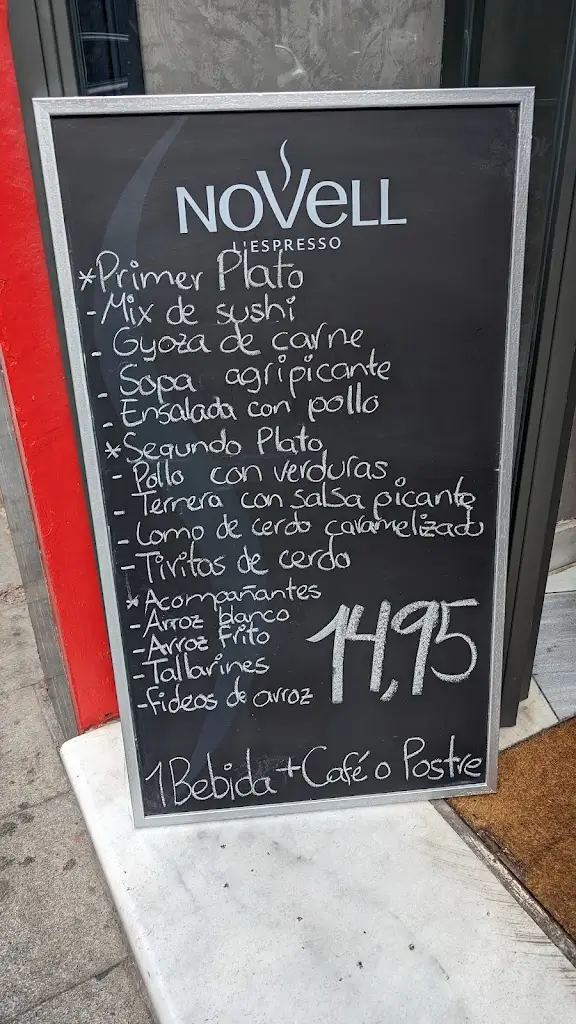 NOVELL
L'ESPRESSO
*Primer Plato
- Mix de sushi
- Gyoza de carne
- Sopa agripicante
- Ensalada con pollo
*Segundo Plato
- Pollo con verduras
- Ternera con salsa picante
- Lomo de cerdo caramelizado
- Tiritas de cerdo
*Acompañantes
- Arroz blanco
- Arroz Frito
- Tallarines
- Fideos de arroz
14,95
1 Bebida + Café o Postre